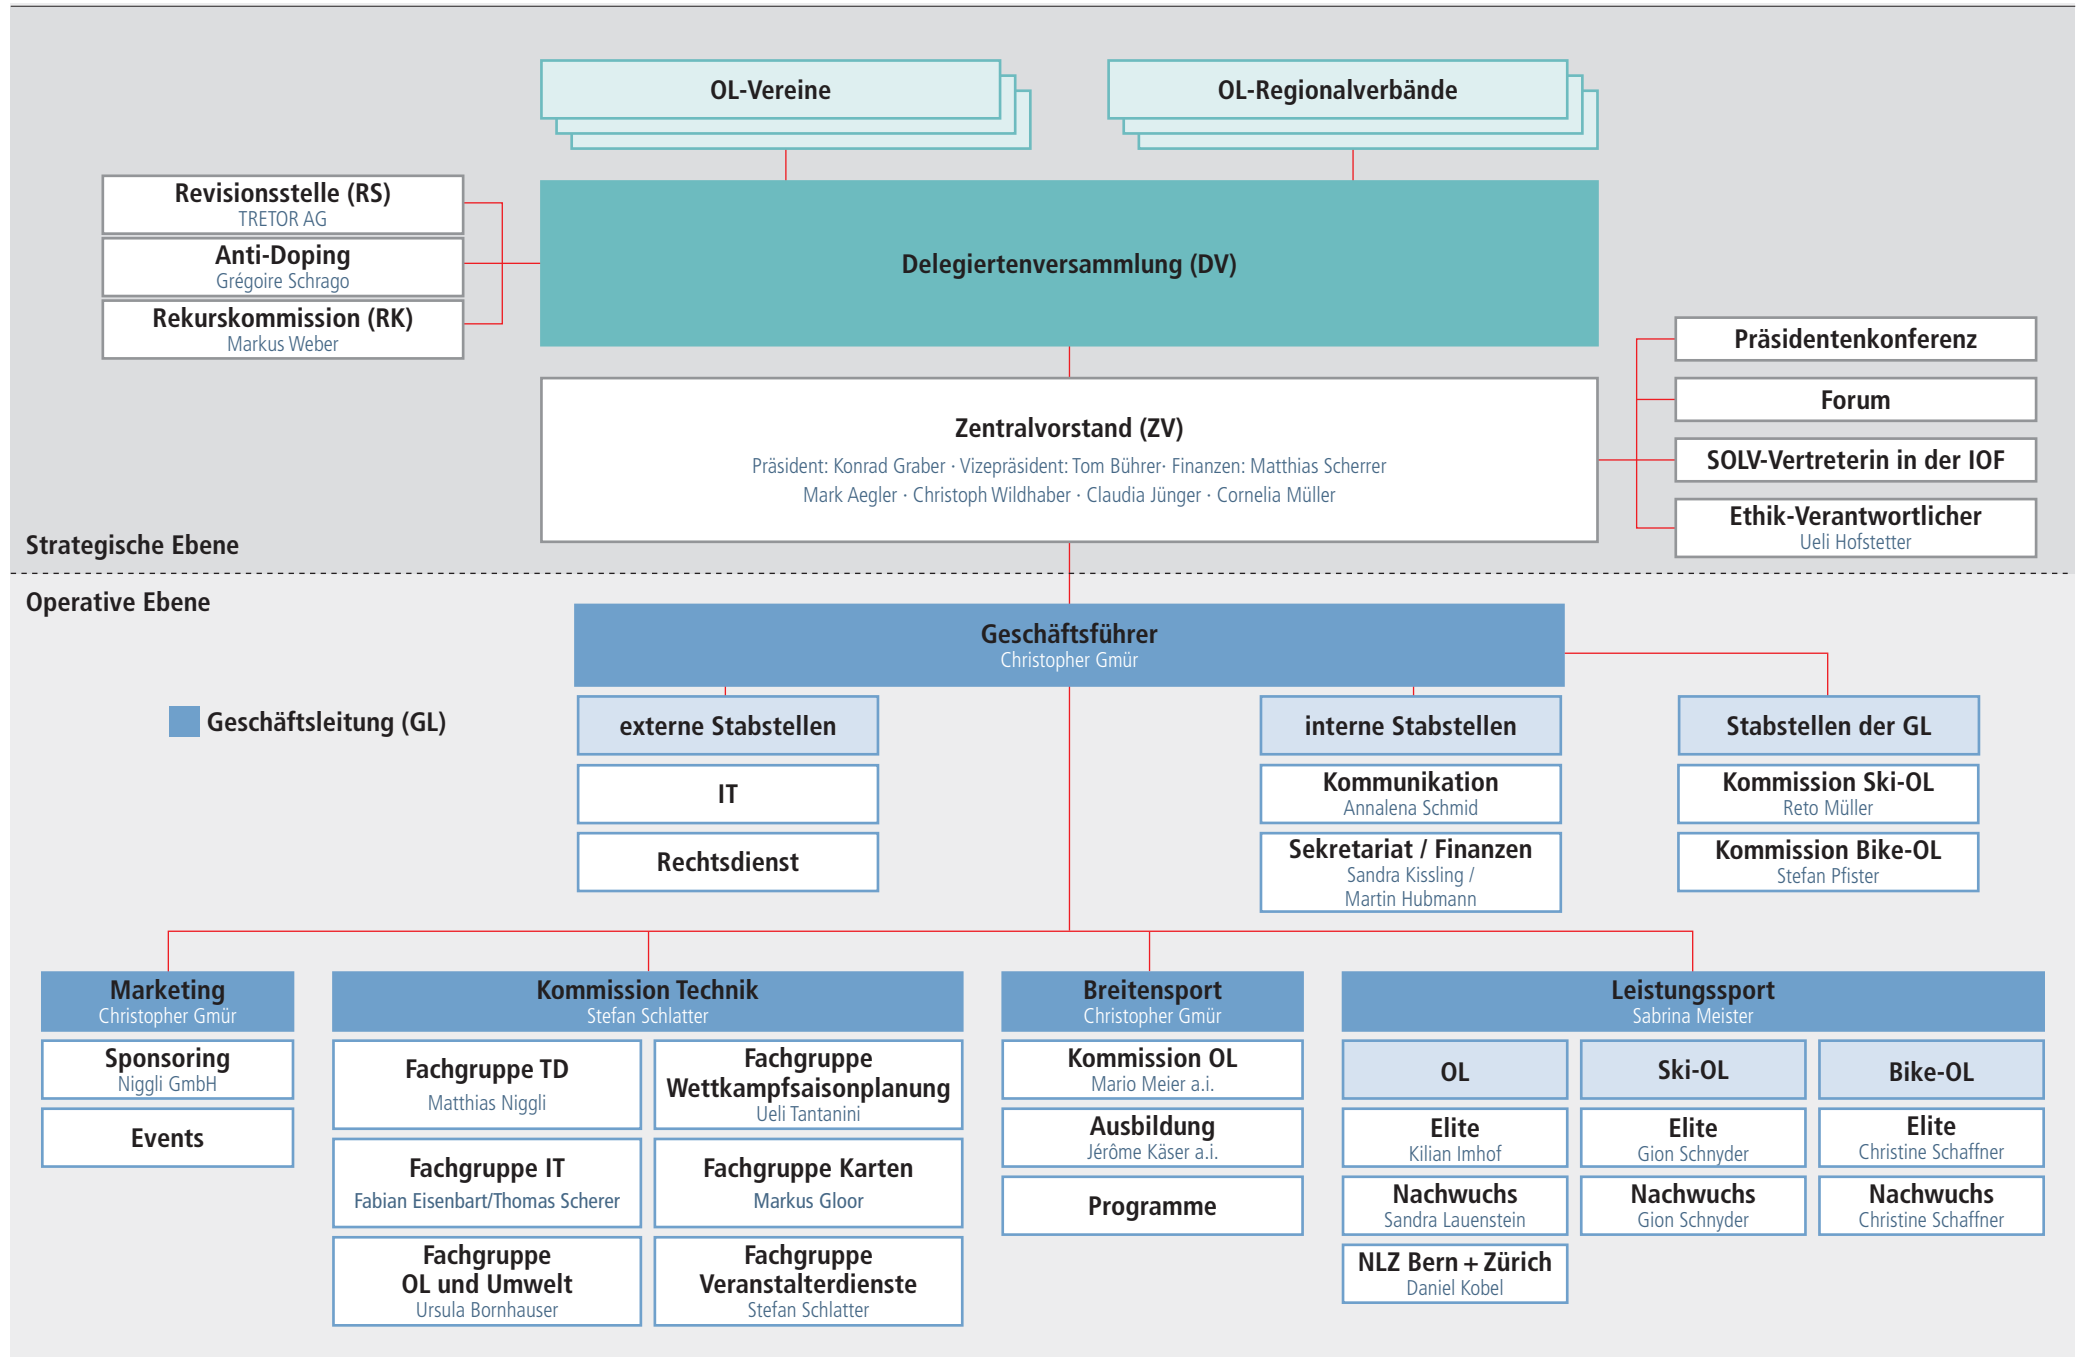 OL-Vereine
OL-Regionalverbände
Revisionsstelle (RS)
TRETOR AG
Anti-Doping
Grégoire Schrago
Rekurskommission (RK)
Markus Weber
Delegiertenversammlung (DV)
Präsidentenkonferenz
Forum
SOLV-Vertreterin in der IOF
Ethik-Verantwortlicher
Ueli Hofstetter
Zentralvorstand (ZV)
Präsident: Konrad Graber · Vizepräsident: Tom Bührer· Finanzen: Matthias Scherrer
Mark Aegler · Christoph Wildhaber · Claudia Jünger · Cornelia Müller
Strategische Ebene
Operative Ebene
Geschäftsführer
Christopher Gmür
Geschäftsleitung (GL)
externe Stabstellen
IT
Rechtsdienst
interne Stabstellen
Kommunikation
Annalena Schmid
Sekretariat / Finanzen
Sandra Kissling /
Martin Hubmann
Stabstellen der GL
Kommission Ski-OL
Reto Müller
Kommission Bike-OL
Stefan Pfister
Marketing
Christopher Gmür
Sponsoring
Niggli GmbH
Events
Kommission Technik
Stefan Schlatter
Fachgruppe TD
Matthias Niggli
Fachgruppe
Wettkampfsaisonplanung
Ueli Tantanini
Fachgruppe IT
Fabian Eisenbart/Thomas Scherer
Fachgruppe Karten
Markus Gloor
Fachgruppe
OL und Umwelt
Ursula Bornhauser
Fachgruppe
Veranstalterdienste
Stefan Schlatter
Breitensport
Christopher Gmür
Kommission OL
Mario Meier a.i.
Ausbildung
Jérôme Käser a.i.
Programme
Leistungssport
Sabrina Meister
OL
Elite
Kilian Imhof
Nachwuchs
Sandra Lauenstein
NLZ Bern + Zürich
Daniel Kobel
Ski-OL
Elite
Gion Schnyder
Nachwuchs
Gion Schnyder
Bike-OL
Elite
Christine Schaffner
Nachwuchs
Christine Schaffner